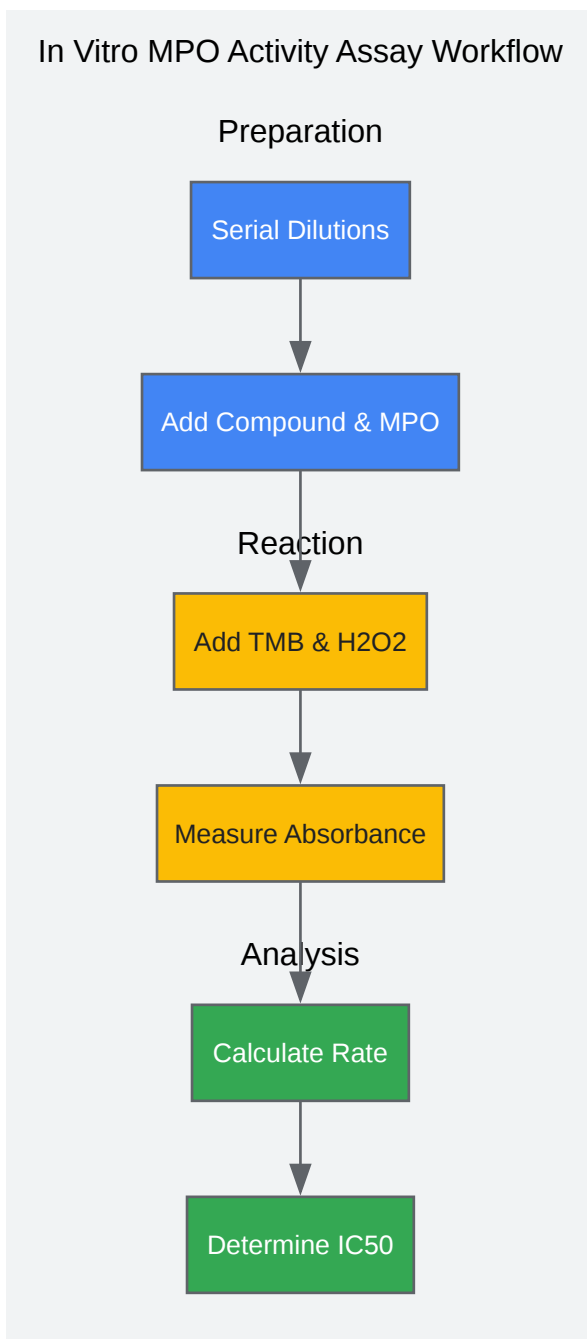 In Vitro MPO Activity Assay Workflow
Preparation
Serial Dilutions
Add Compound & MPO
Reaction
Add TMB & H2O2
Measure Absorbance
Analysis
Calculate Rate
Determine IC50